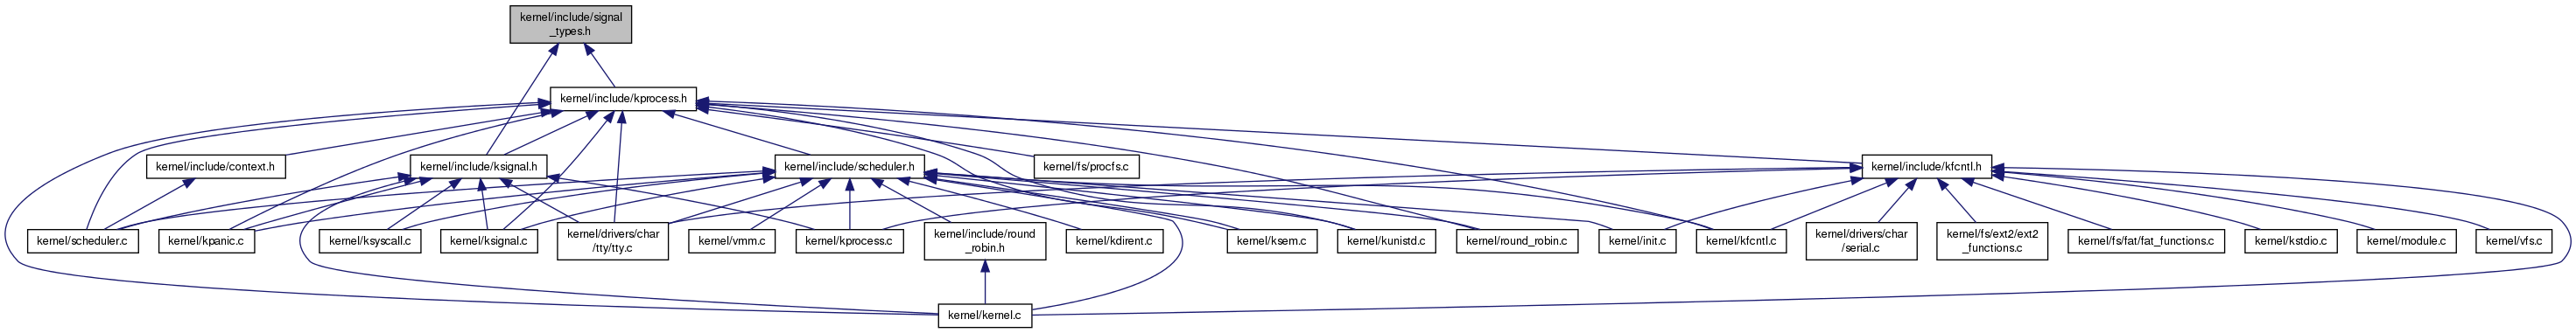 kernel/include/signal
_types.h
kernel/include/kprocess.h
kernel/include/context.h
kernel/include/ksignal.h
kernel/include/scheduler.h
kernel/fs/procfs.c
kernel/include/kfcntl.h
kernel/scheduler.c
kernel/kpanic.c
kernel/ksyscall.c
kernel/ksignal.c
kernel/drivers/char
/tty/tty.c
kernel/vmm.c
kernel/kprocess.c
kernel/include/round
_robin.h
kernel/kdirent.c
kernel/ksem.c
kernel/kunistd.c
kernel/round_robin.c
kernel/init.c
kernel/kfcntl.c
kernel/drivers/char
/serial.c
kernel/fs/ext2/ext2
_functions.c
kernel/fs/fat/fat_functions.c
kernel/kstdio.c
kernel/module.c
kernel/vfs.c
kernel/kernel.c